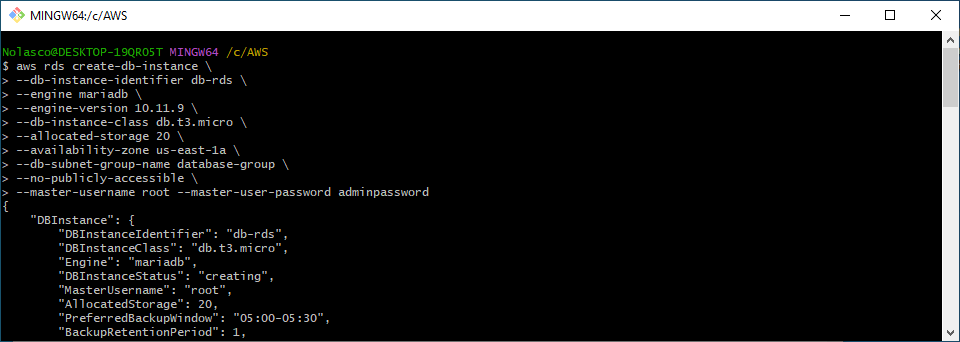 MINGW64:/c/AWS
Nolasco@DESKTOP-19QRO5T MINGW64 /c/AWS
$ aws rds create-db-instance \
> --db-instance-identifier db-rds \
> --engine mariadb \
> --engine-version 10.11.9 \
> --db-instance-class db.t3.micro \
> --allocated-storage 20 \
> --availability-zone us-east-1a \
> --db-subnet-group-name database-group \
> --no-publicly-accessible \
> --master-username root --master-user-password adminpassword
{
    "DBInstance": {
        "DBInstanceIdentifier": "db-rds",
        "DBInstanceClass": "db.t3.micro",
        "Engine": "mariadb",
        "DBInstanceStatus": "creating",
        "MasterUsername": "root",
        "AllocatedStorage": 20,
        "PreferredBackupWindow": "05:00-05:30",
        "BackupRetentionPeriod": 1,